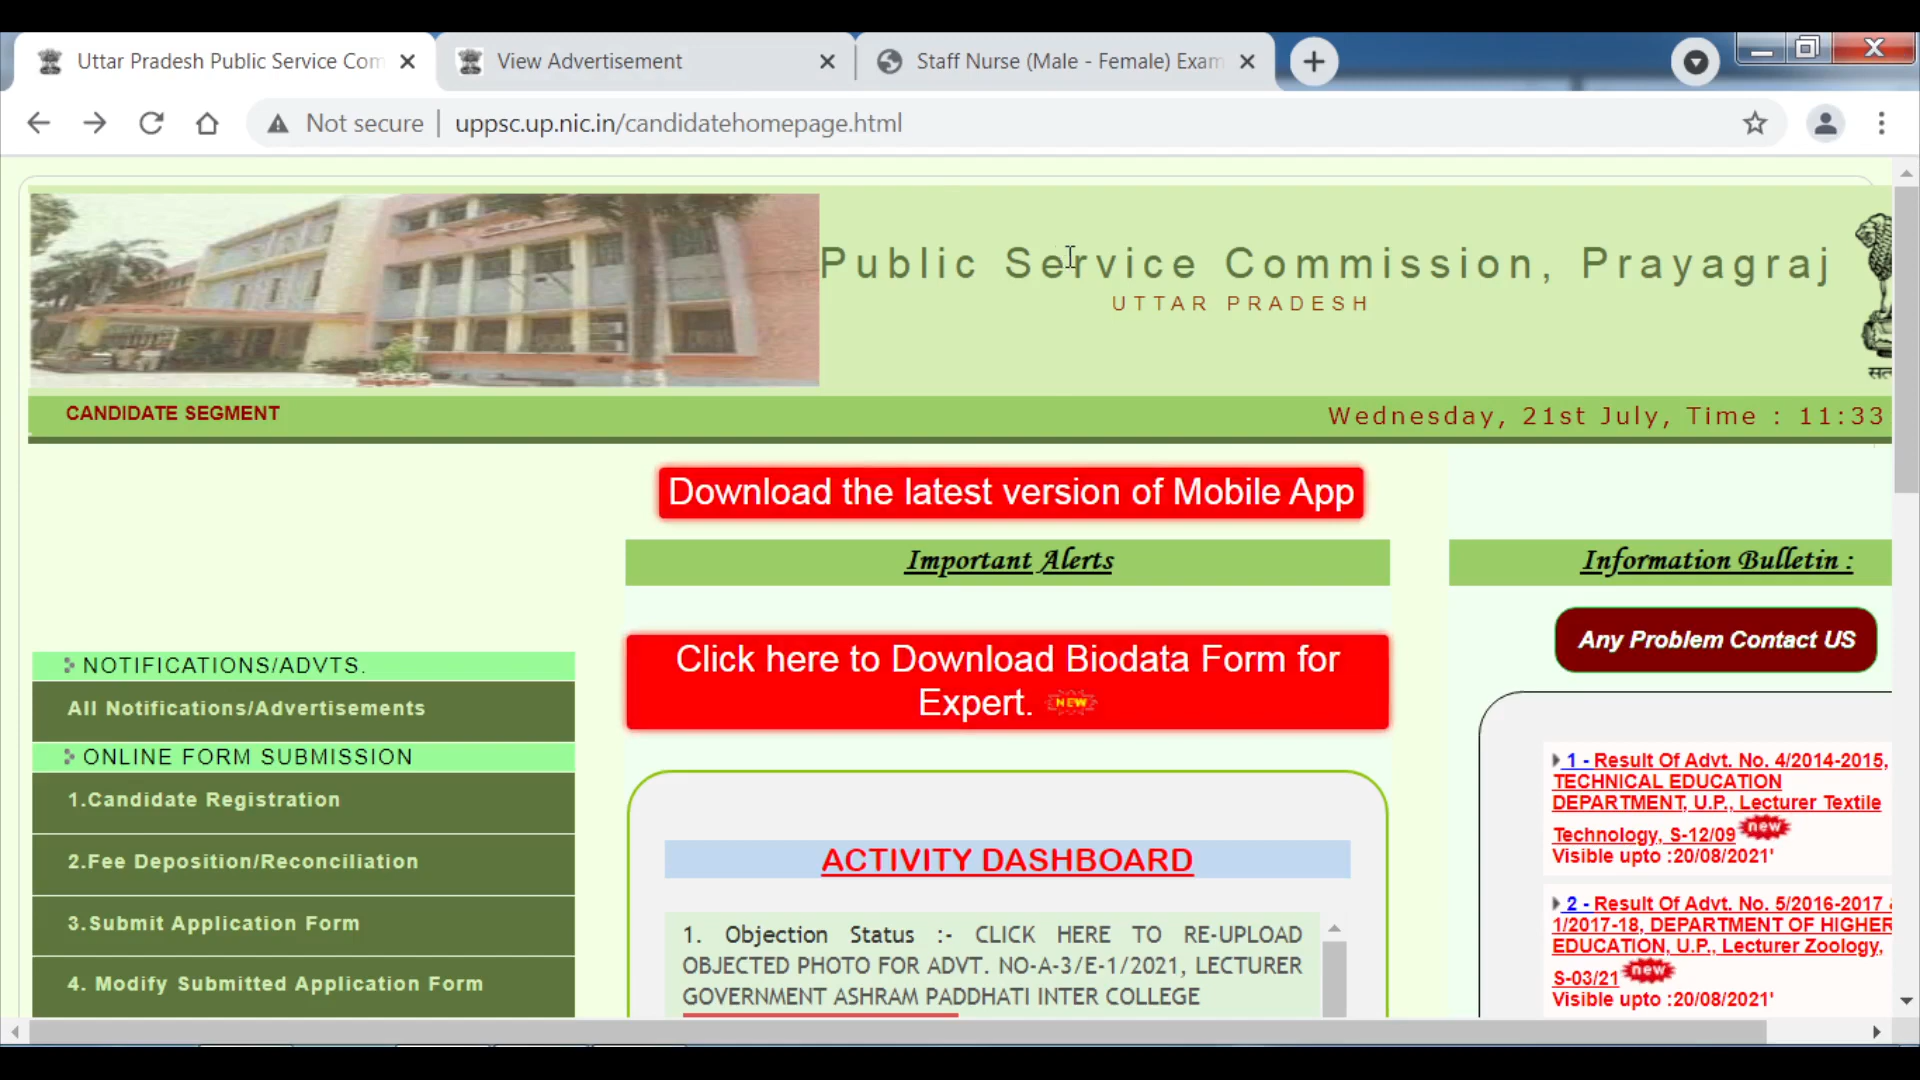 Uttar Pradesh Public Service Com
View Advertisement
Staff Nurse (Male - Female) Exam
Not secure
uppsc.up.nic.in/candidatehomepage.html
Public Service Commission, Prayagraj
UTTAR PRADESH
CANDIDATE SEGMENT
Wednesday, 21st July, Time : 11:33
Download the latest version of Mobile App
Important Alerts
Information Bulletin :
Click here to Download Biodata Form for
Expert. NEW
Any Problem Contact US
NOTIFICATIONS/ADVTS.
All Notifications/Advertisements
ONLINE FORM SUBMISSION
1.Candidate Registration
2.Fee Deposition/Reconciliation
3.Submit Application Form
4. Modify Submitted Application Form
ACTIVITY DASHBOARD
1. Objection Status :- CLICK HERE TO RE-UPLOAD
OBJECTED PHOTO FOR ADVT. NO-A-3/E-1/2021, LECTURER
GOVERNMENT ASHRAM PADDHATI INTER COLLEGE
1 - Result Of Advt. No. 4/2014-2015,
TECHNICAL EDUCATION
DEPARTMENT, U.P., Lecturer Textile
Technology, S-12/09 new
Visible upto :20/08/2021'
2 - Result Of Advt. No. 5/2016-2017 &
1/2017-18, DEPARTMENT OF HIGHER
EDUCATION, U.P., Lecturer Zoology,
S-03/21 new
Visible upto :20/08/2021'